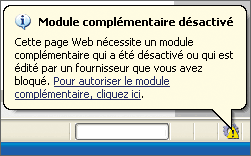 Module complémentaire désactivé
Cette page Web nécessite un module
complémentaire qui a été désactivé ou qui est
édité par un fournisseur que vous avez
bloqué. Pour autoriser le module
complémentaire, cliquez ici.